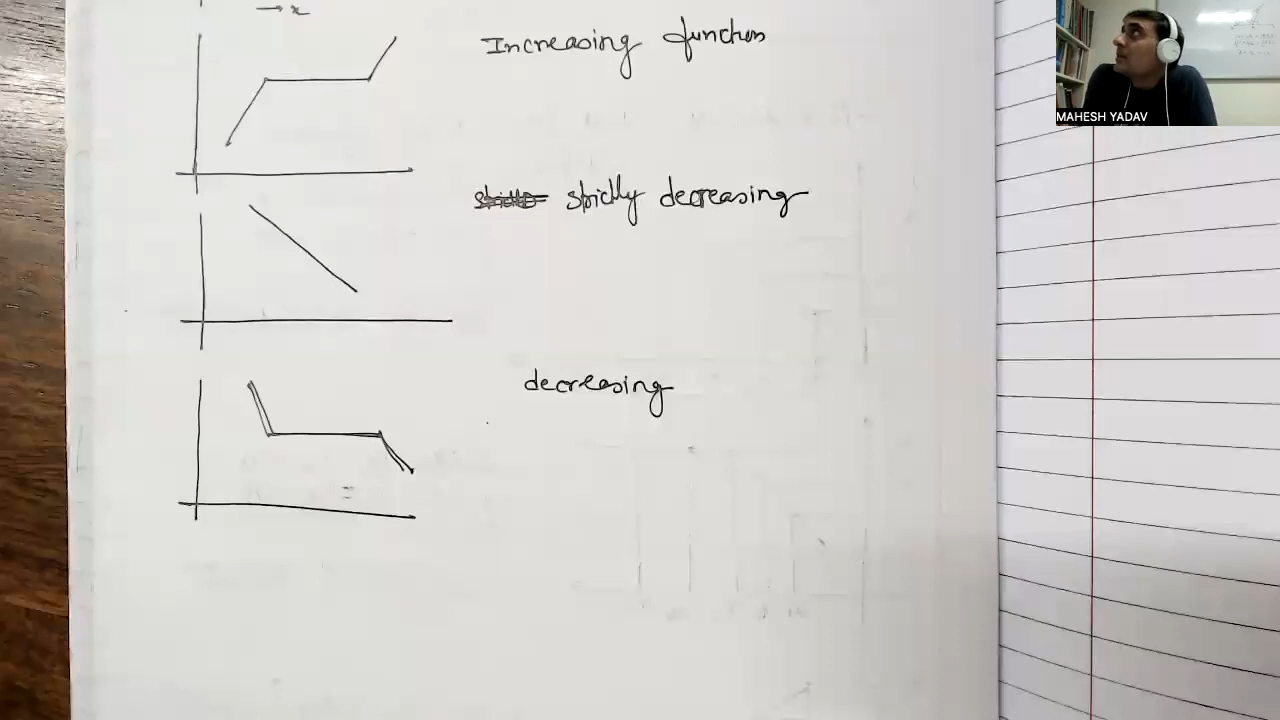 → x
Increasing function
strictly decreasing
decreasing
MAHESH YADAV